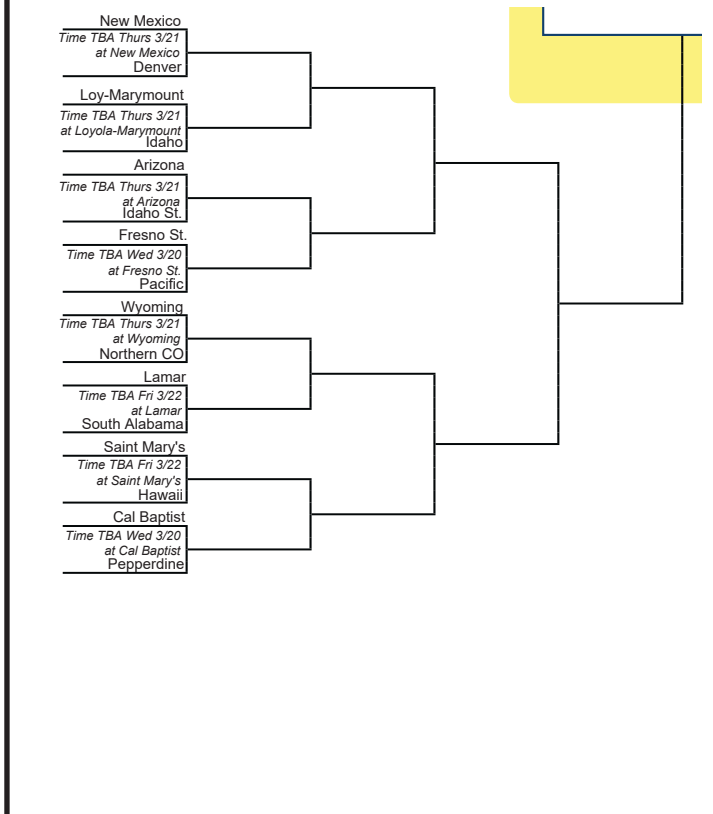 New Mexico
Time TBA Thurs 3/21
at New Mexico
Denver
Loy-Marymount
Time TBA Thurs 3/21
at Loyola-Marymount
Idaho
Arizona
Time TBA Thurs 3/21
at Arizona
Idaho St.
Fresno St.
Time TBA Wed 3/20
at Fresno St.
Pacific
Wyoming
Time TBA Thurs 3/21
at Wyoming
Northern CO
Lamar
Time TBA Fri 3/22
at Lamar
South Alabama
Saint Mary's
Time TBA Fri 3/22
at Saint Mary's
Hawaii
Cal Baptist
Time TBA Wed 3/20
at Cal Baptist
Pepperdine